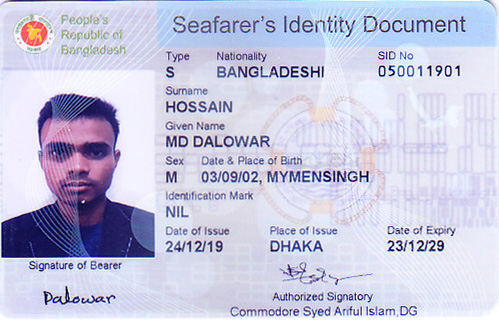 People's
Republic of
Bangladesh
Seafarer's Identity Document
Type Nationality SID No
S BANGLADESHI 050011901
Surname
HOSSAIN
Given Name
MD DALOWAR
Sex Date & Place of Birth
M 03/09/02, MYMENSINGH
Identification Mark
NIL
Date of Issue Place of Issue Date of Expiry
24/12/19 DHAKA 23/12/29
Signature of Bearer
Dalowar
Authorized Signatory
Commodore Syed Ariful Islam,DG